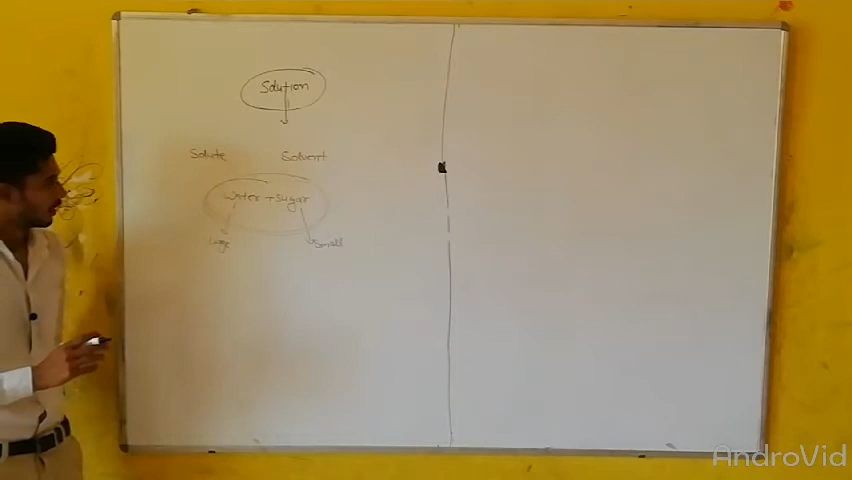 Solution
Solute Solvent
Water + Sugar
Large Small
AndroVid